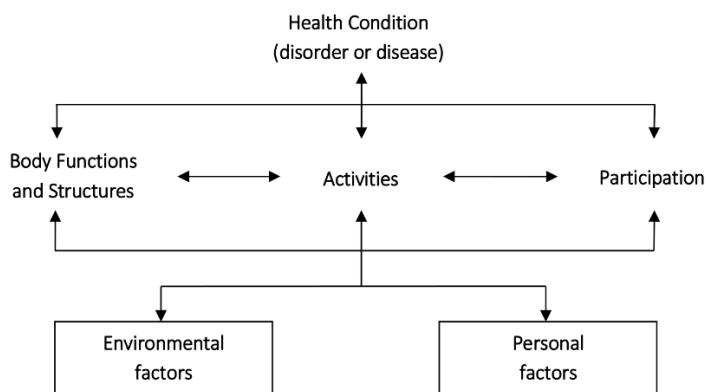 Health Condition
(disorder or disease)
Body Functions
and Structures
Activities
Participation
Environmental
factors
Personal
factors